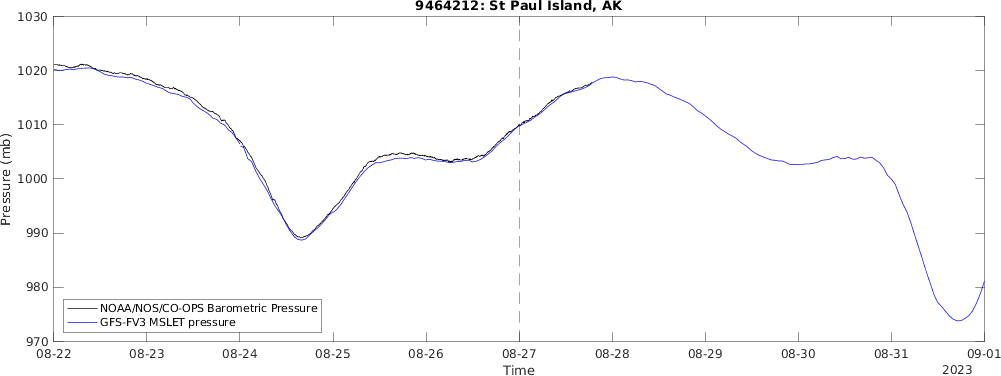 9464212: St Paul Island, AK
Pressure (mb)
1030
1020
1010
1000
990
980
970
NOAA/NOS/CO-OPS Barometric Pressure
GFS-FV3 MSLET pressure
08-22 08-23 08-24 08-25 08-26 08-27 08-28 08-29 08-30 08-31 09-01
Time
2023